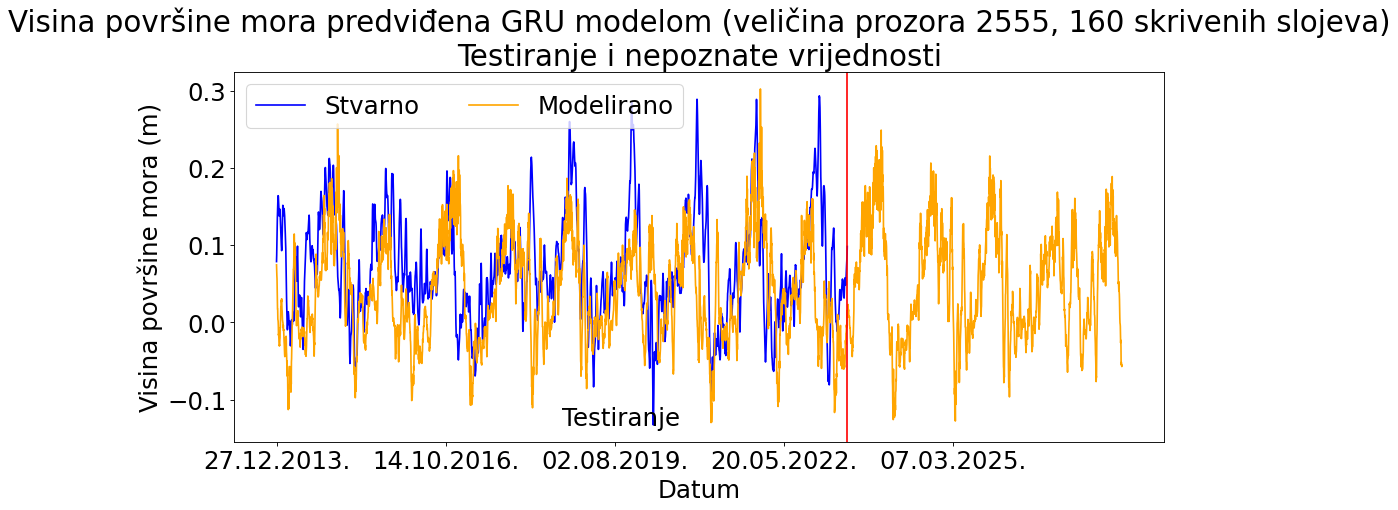 Visina površine mora predviđena GRU modelom (veličina prozora 2555, 160 skrivenih slojeva)
Testiranje i nepoznate vrijednosti
Stvarno
Modelirano
Visina površine mora (m)
0.3
0.2
0.1
0.0
−0.1
Testiranje
27.12.2013.
14.10.2016.
02.08.2019.
20.05.2022.
07.03.2025.
Datum